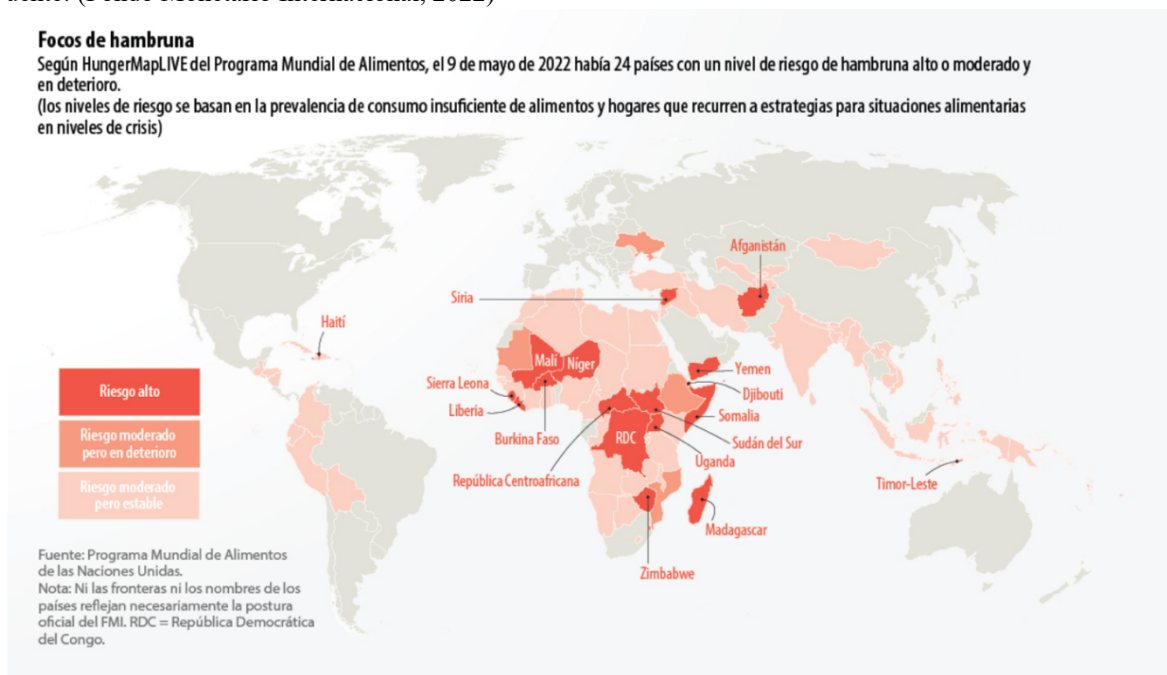 (Fondo Monetario Internacional, 2022)
Focos de hambruna
Según HungerMapLIVE del Programa Mundial de Alimentos, el 9 de mayo de 2022 había 24 países con un nivel de riesgo de hambruna alto o moderado y
en deterioro.
(los niveles de riesgo se basan en la prevalencia de consumo insuficiente de alimentos y hogares que recurren a estrategias para situaciones alimentarias
en niveles de crisis)
Afganistán
Siria
Haití
Malí
Níger
Yemen
Sierra Leona
Djibouti
Liberia
Somalia
Burkina Faso
RDC
Sudán del Sur
Uganda
República Centroafricana
Timor-Leste
Madagascar
Zimbabwe
Riesgo alto
Riesgo moderado
pero en deterioro
Riesgo moderado
pero estable
Fuente: Programa Mundial de Alimentos
de las Naciones Unidas.
Nota: Ni las fronteras ni los nombres de los
países reflejan necesariamente la postura
oficial del FMI. RDC = República Democrática
del Congo.